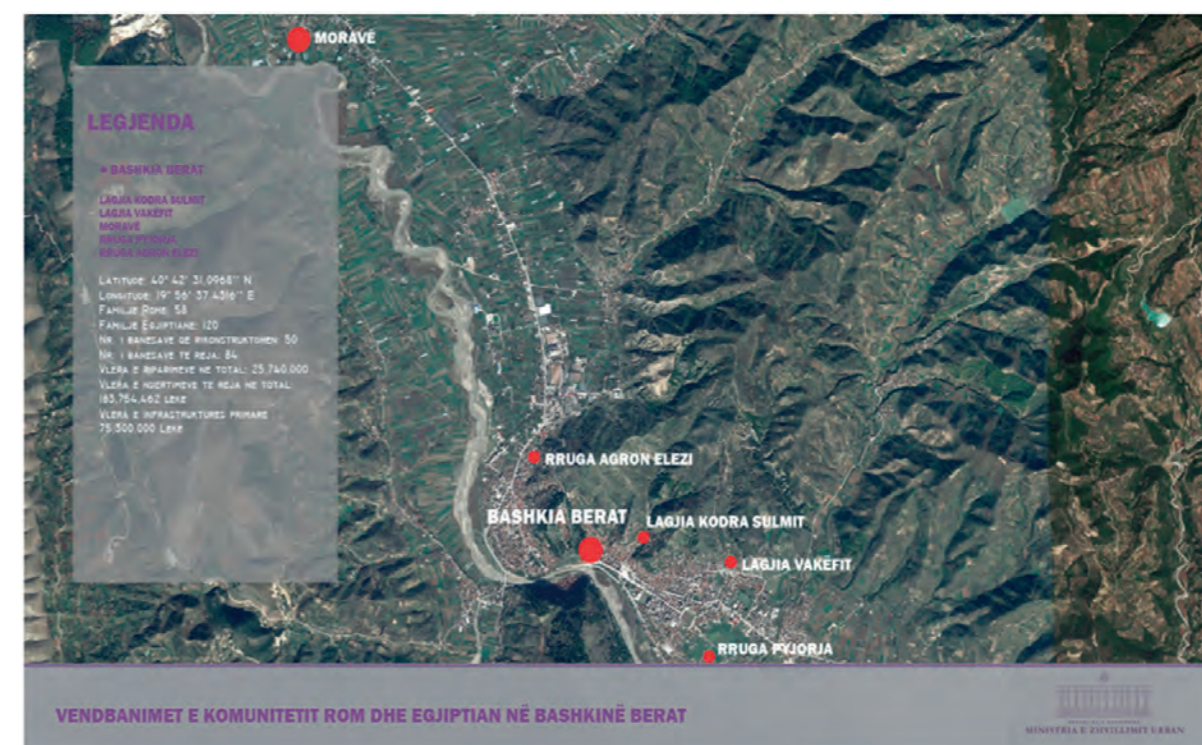 MORAVË
LEGJENDA
BASHKIA BERAT
LAGJIA KODRA SULMIT
LAGJIA VAKEFIT
MORAVË
RRUGA PYJORJA
RRUGA AGRON ELEZI
LATITUDE: 40° 42' 31.0968'' N
LONGITUDE: 19° 56' 37.4316'' E
FAMILJE ROME: 58
FAMILJE EGJIPTIANE: 120
NR. I BANESAVE QE RIKONSTRUKTOHEN: 50
NR. I BANESAVE TE REJA: 84
VLERA E RIPARIMEVE NE TOTAL: 25,740,000
VLERA E NDERTIMEVE TE REJA NE TOTAL:
183,754,462 LEKE
VLERA E INFRASTRUKTURES PRIMARE
75 500 000 LEKE
RRUGA AGRON ELEZI
BASHKIA BERAT
LAGJIA KODRA SULMIT
LAGJIA VAKEFIT
RRUGA PYJORJA
VENDBANIMET E KOMUNITETIT ROM DHE EGJIPTIAN NË BASHKINË BERAT
MINISTRIA E ZHVILLIMIT URBAN